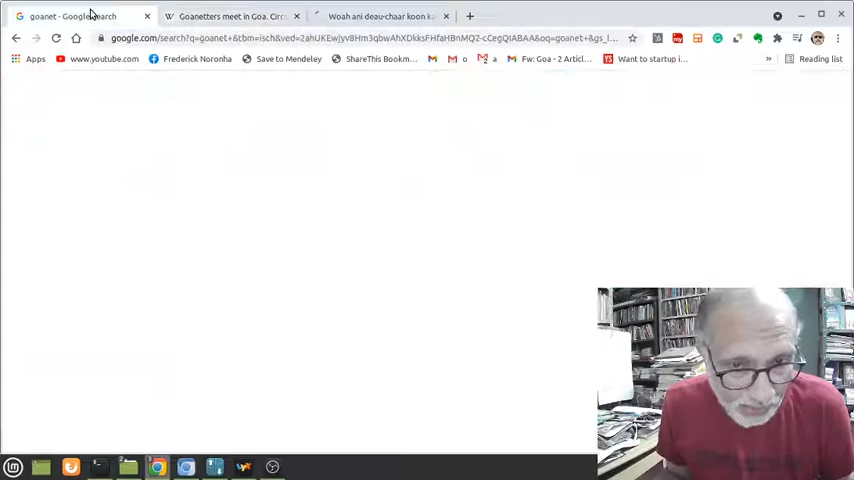 goanet - Google Search
Goanetters meet in Goa. Circ
Woah ani deau-chaar koon ka
google.com/search?q=goanet+&tbm=isch&ved=2ahUKEwjyv8Hm3qbwAhXDkksFHfaHBnMQ2-cCegQIABAA&oq=goanet+&gs_l...
Apps
www.youtube.com
Frederick Noronha
Save to Mendeley
ShareThis Bookm...
o
a
Fw: Goa - 2 Articl...
Want to startup i...
»
Reading list